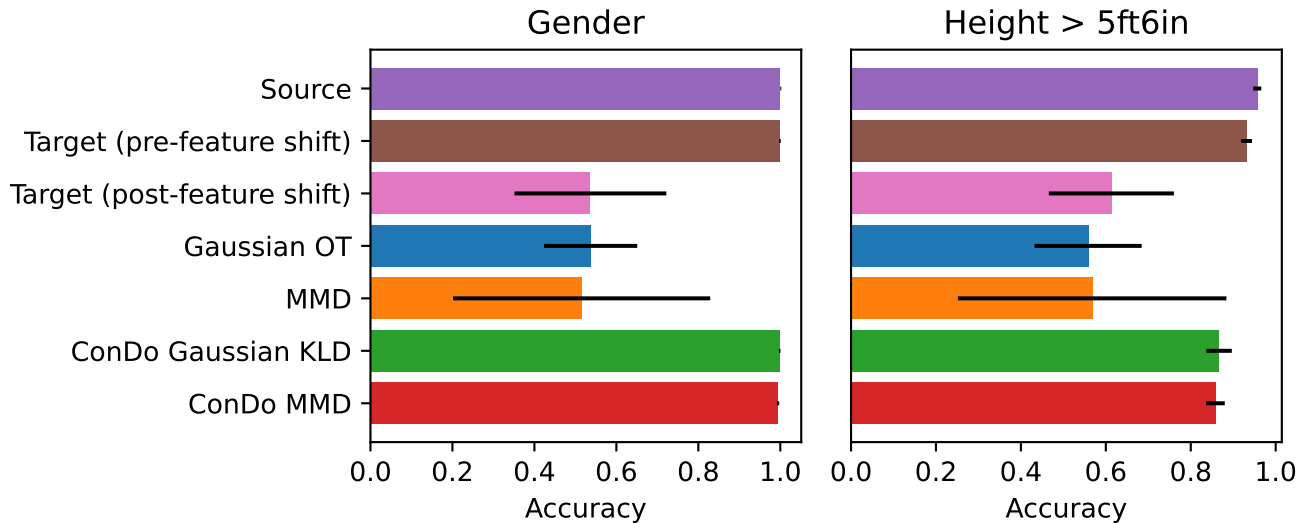 Gender
Height > 5ft6in
Source
Target (pre-feature shift)
Target (post-feature shift)
Gaussian OT
MMD
ConDo Gaussian KLD
ConDo MMD
0.0 0.2 0.4 0.6 0.8 1.0
0.0 0.2 0.4 0.6 0.8 1.0
Accuracy
Accuracy